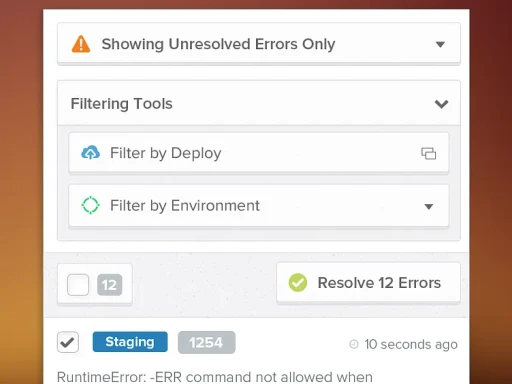 Showing Unresolved Errors Only
Filtering Tools
Filter by Deploy
Filter by Environment
12
Resolve 12 Errors
Staging
1254
10 seconds ago
RuntimeError: -ERR command not allowed when